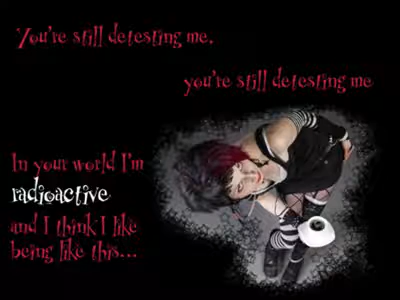 You're still detesting me,
you're still detesting me
In your world I'm
radioactive
and I think I like
being like this...